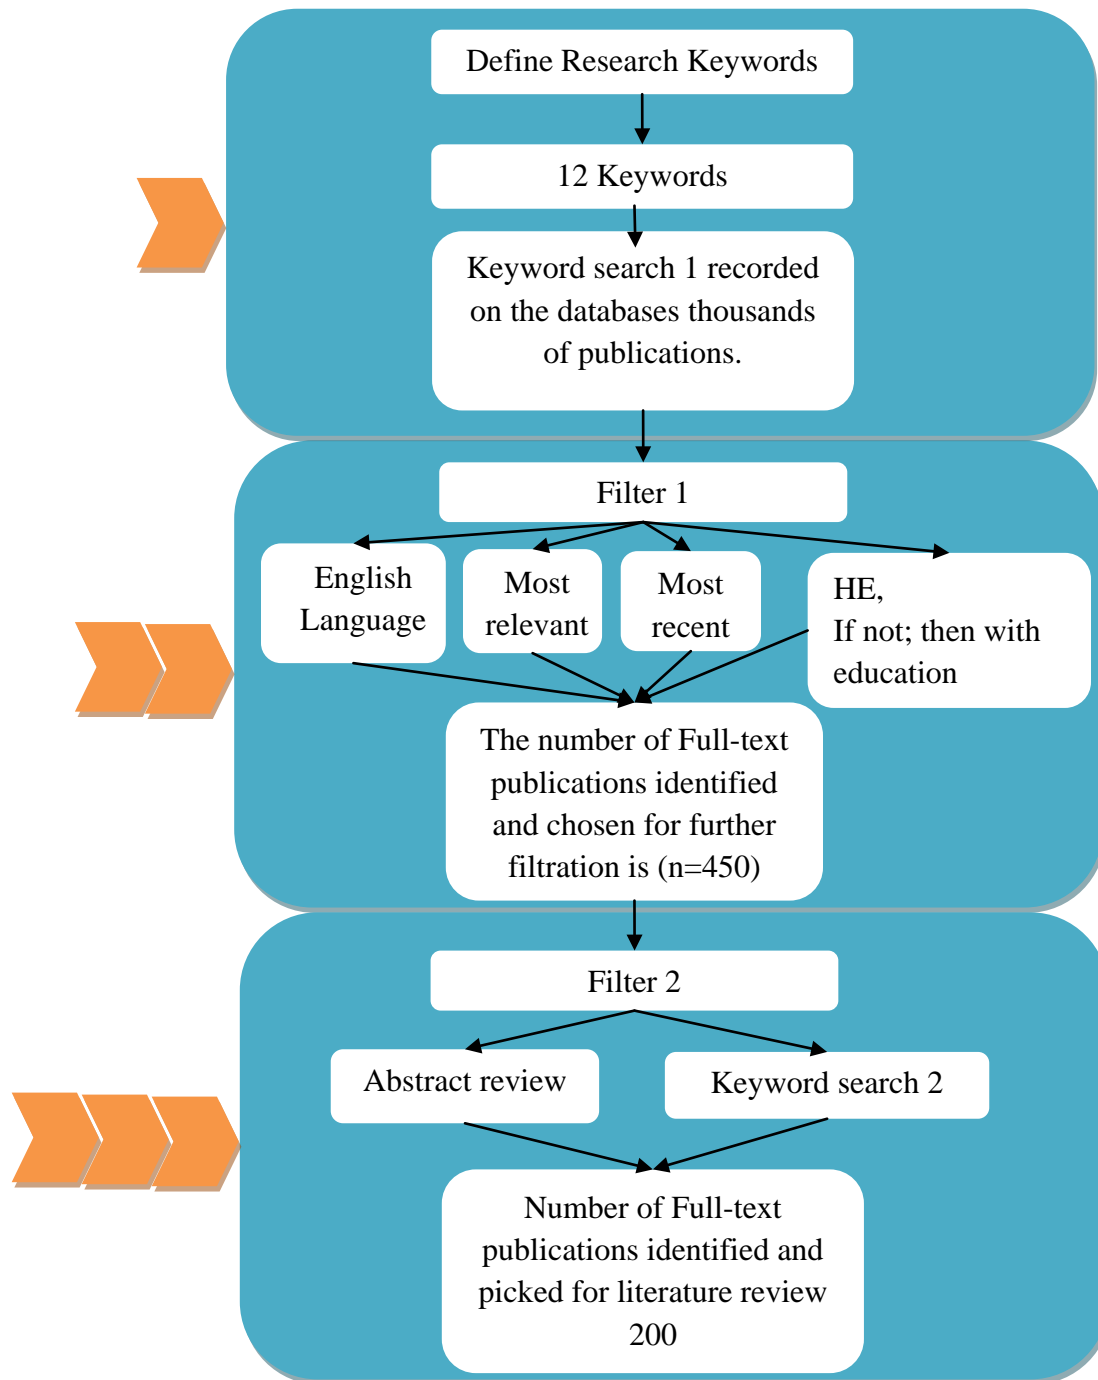 Define Research Keywords
12 Keywords
Keyword search 1 recorded
on the databases thousands
of publications.
Filter 1
English
Language
Most
relevant
Most
recent
HE,
If not; then with
education
The number of Full-text
publications identified
and chosen for further
filtration is (n=450)
Filter 2
Abstract review
Keyword search 2
Number of Full-text
publications identified and
picked for literature review
200